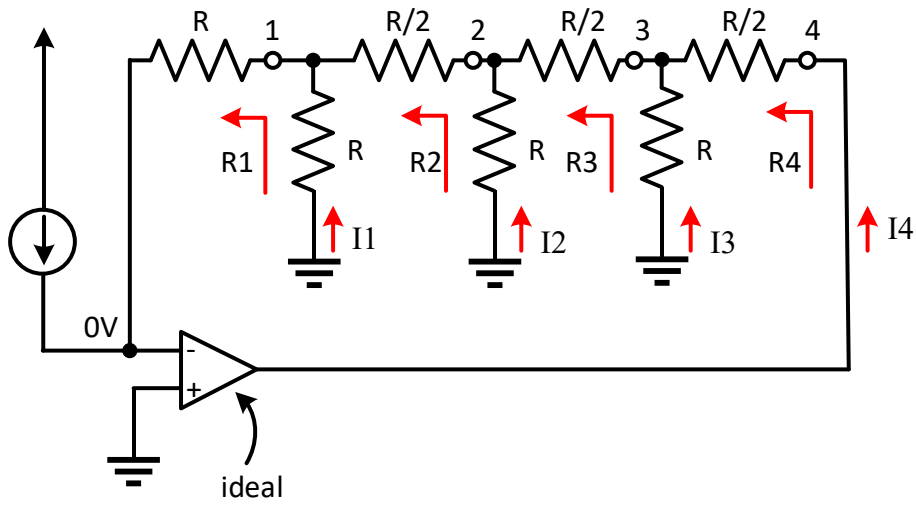 R 1 R/2 2 R/2 3 R/2 4
R R R
R1 R2 R3 R4
I1 I2 I3 I4
0V
-
+
ideal